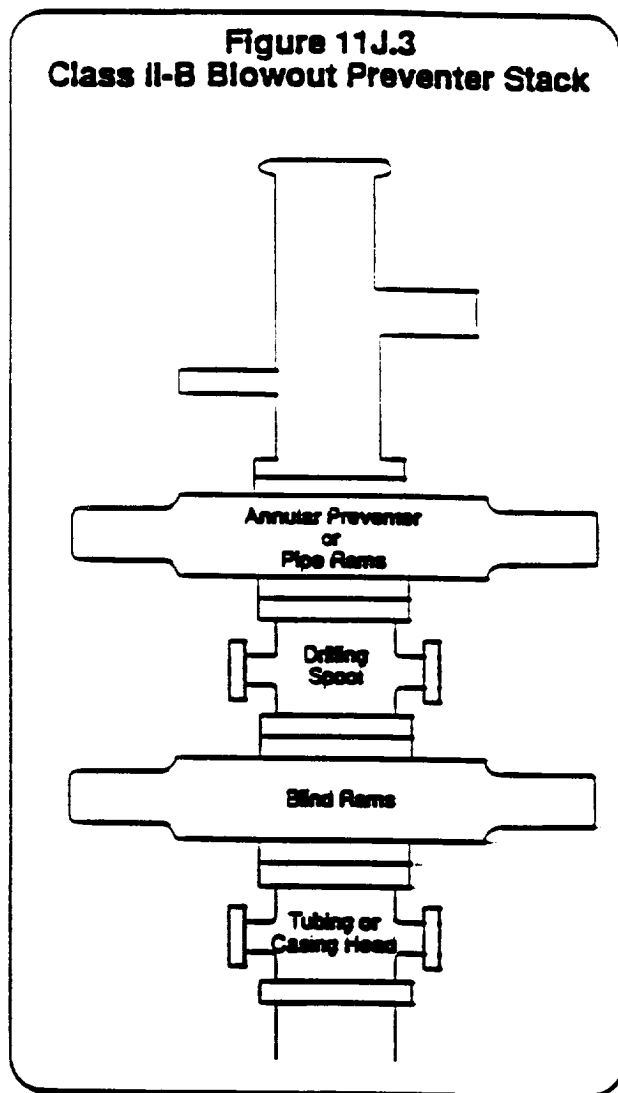 Figure 11J.3
Class II-B Blowout Preventer Stack
Annular Preventer
or
Pipe Rams
Drilling
Spool
Blind Rams
Tubing or
Casing Head